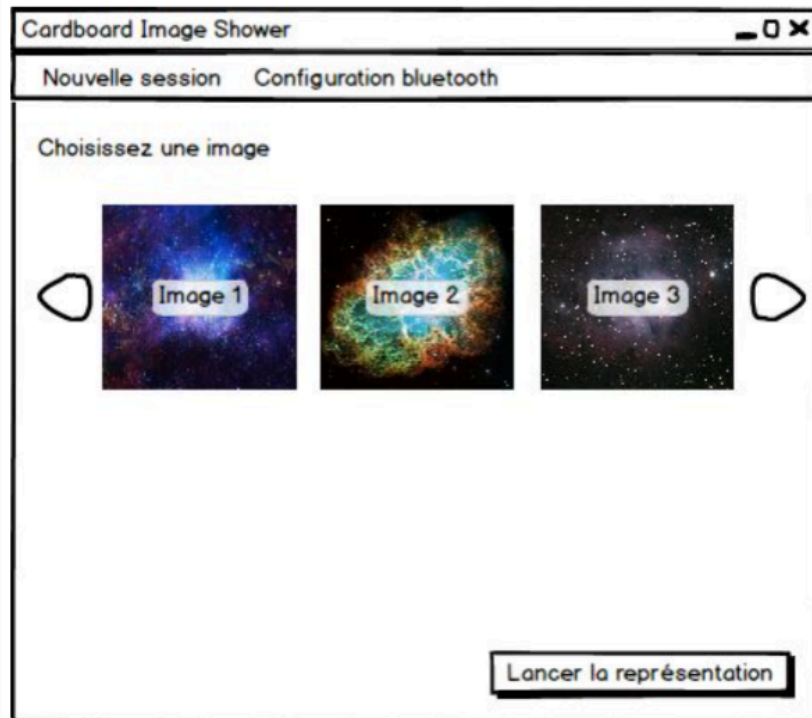 Cardboard Image Shower
Nouvelle session Configuration bluetooth
Choisissez une image
Image 1 Image 2 Image 3
Lancer la représentation